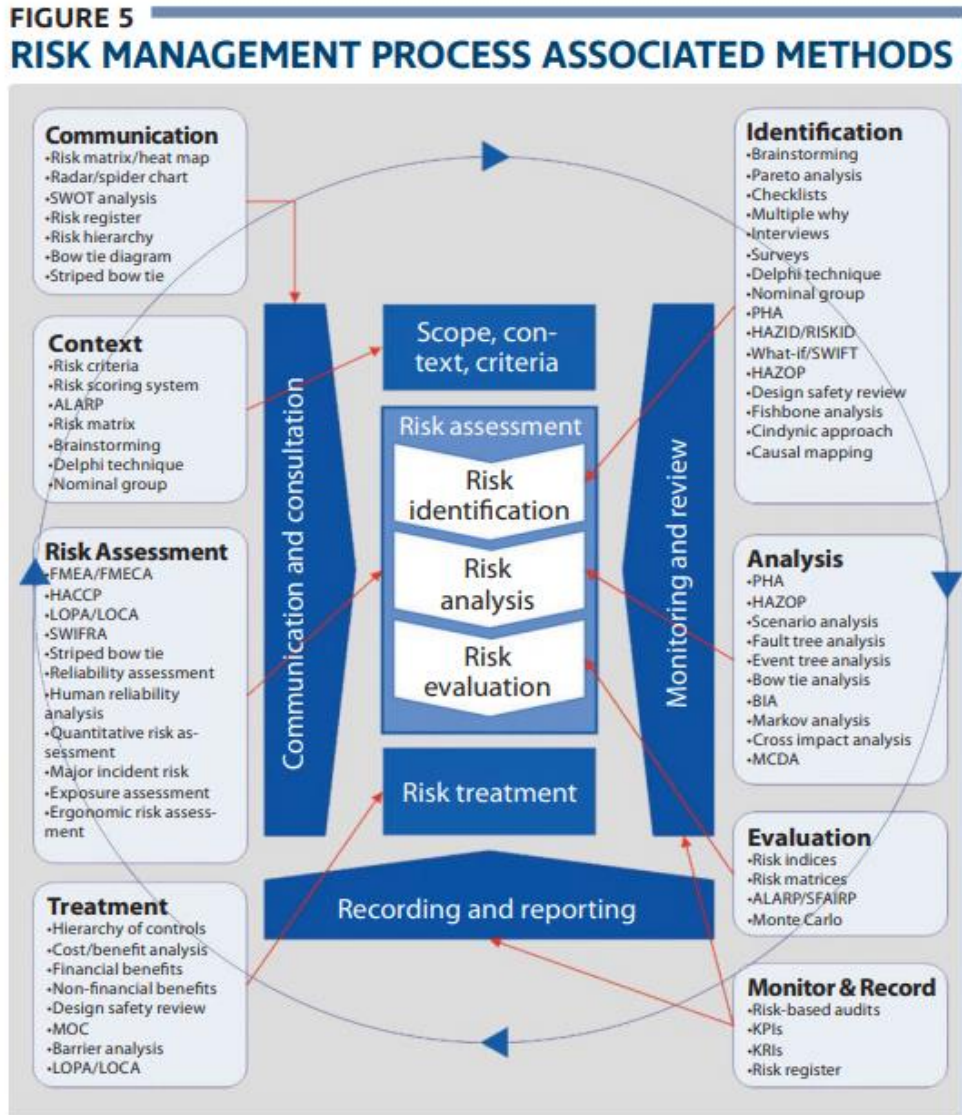 FIGURE 5
RISK MANAGEMENT PROCESS ASSOCIATED METHODS
Communication
•Risk matrix/heat map
•Radar/spider chart
•SWOT analysis
•Risk register
•Risk hierarchy
•Bow tie diagram
•Striped bow tie
Context
•Risk criteria
•Risk scoring system
•ALARP
•Risk matrix
•Brainstorming
•Delphi technique
•Nominal group
Risk Assessment
•FMEA/FMECA
•HACCP
•LOPA/LOCA
•SWIFRA
•Striped bow tie
•Reliability assessment
•Human reliability
analysis
•Quantitative risk as-
sessment
•Major incident risk
•Exposure assessment
•Ergonomic risk assess-
ment
Treatment
•Hierarchy of controls
•Cost/benefit analysis
•Financial benefits
•Non-financial benefits
•Design safety review
•MOC
•Barrier analysis
•LOPA/LOCA
Communication and consultation
Scope, con-
text, criteria
Risk assessment
Risk
identification
Risk
analysis
Risk
evaluation
Risk treatment
Recording and reporting
Monitoring and review
Identification
•Brainstorming
•Pareto analysis
•Checklists
•Multiple why
•Interviews
•Surveys
•Delphi technique
•Nominal group
•PHA
•HAZID/RISKID
•What-if/SWIFT
•HAZOP
•Design safety review
•Fishbone analysis
•Cindynic approach
•Causal mapping
Analysis
•PHA
•HAZOP
•Scenario analysis
•Fault tree analysis
•Event tree analysis
•Bow tie analysis
•BIA
•Markov analysis
•Cross impact analysis
•MCDA
Evaluation
•Risk indices
•Risk matrices
•ALARP/SFAIRP
•Monte Carlo
Monitor & Record
•Risk-based audits
•KPIs
•KRIs
•Risk register